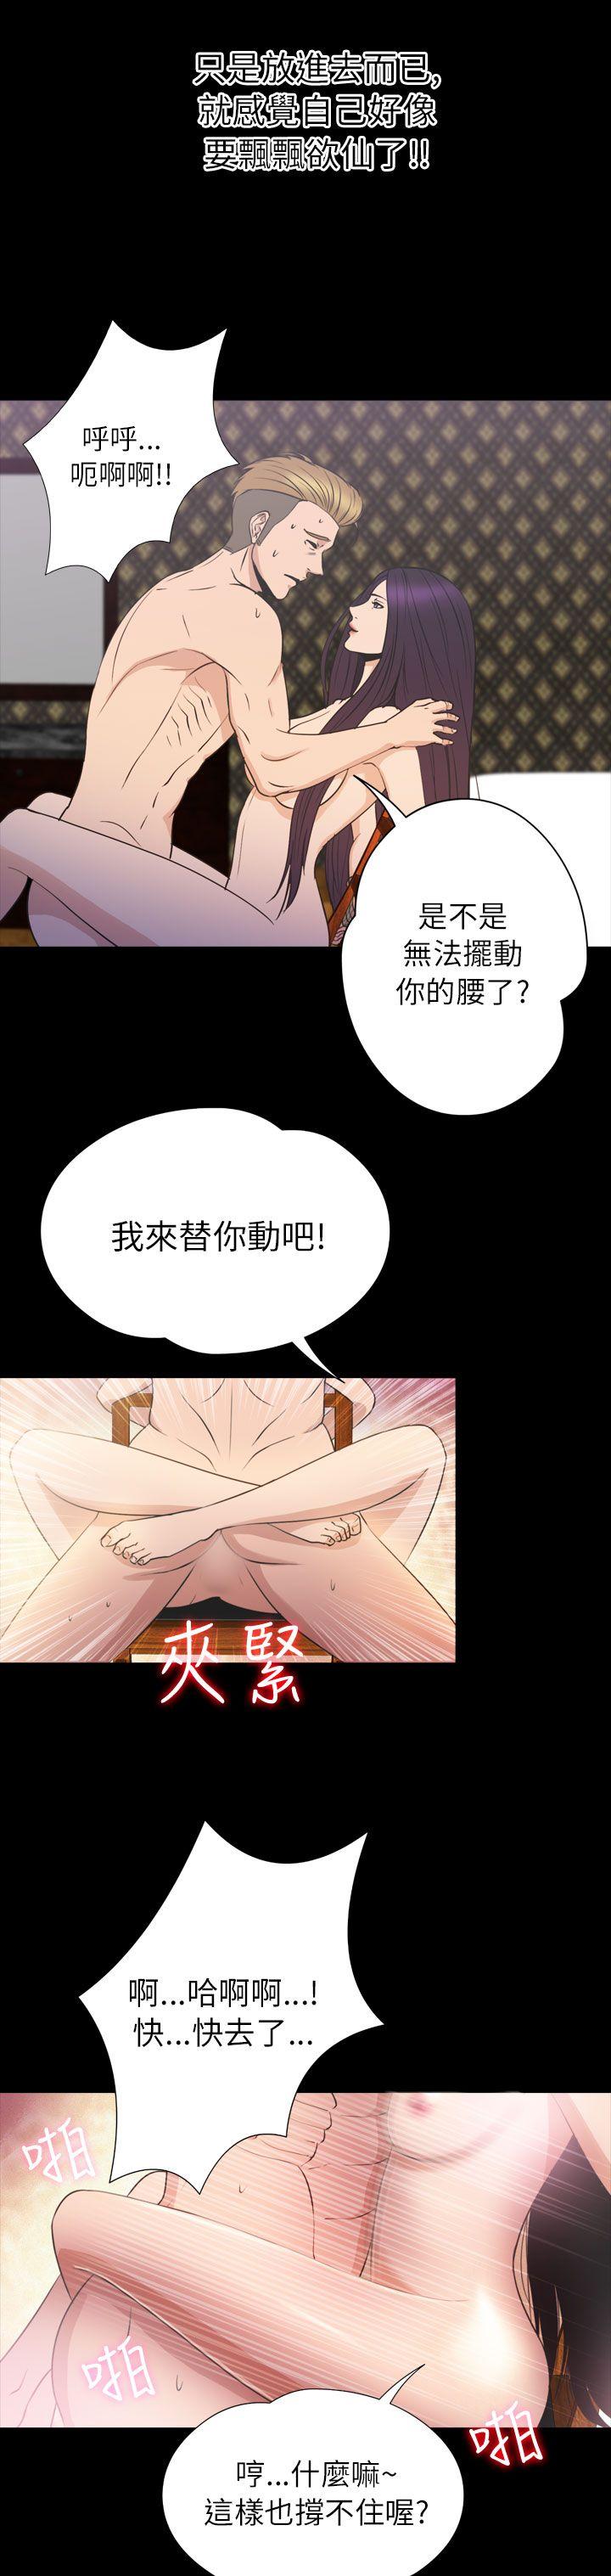 只是放進去而已,
就感覺自己好像
要飄飄欲仙了!!
呼呼...
呃啊啊!!
是不是
無法擺動
你的腰了?
我來替你動吧!
夾緊
啊...哈啊啊...!
快...快去了...
啪
啪
啪
哼...什麼嘛~
這樣也撐不住喔?